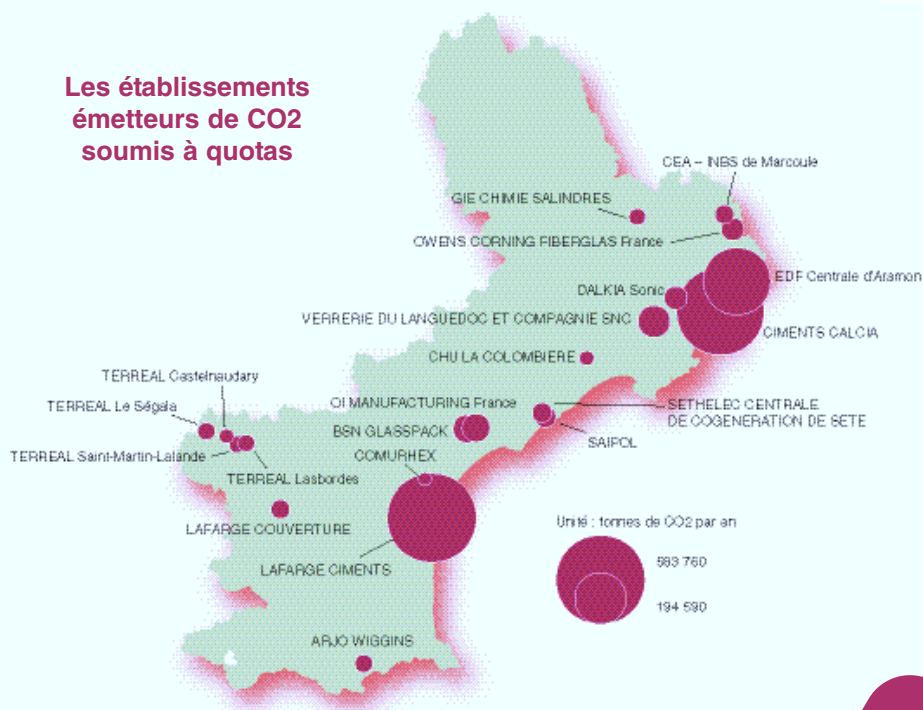 Les établissements
émetteurs de CO2
soumis à quotas
CEA – INBS de Marcoule
GIE CHIMIE SALINDRES
OWENS CORNING FIBERGLAS France
EDF Centrale d'Aramon
DALKIA Sonic
VERRERIE DU LANGUEDOC ET COMPAGNIE SNC
CIMENTS CALCIA
CHU LA COLOMBIERE
TERREAL Castelnaudary
TERREAL Le Ségala
OI MANUFACTURING France
SETHELEC CENTRALE
DE COGENERATION DE SETE
BSN GLASSPACK
SAIPOL
TERREAL Saint-Martin-Lalande
COMURHEX
TERREAL Lasbordes
LAFARGE COUVERTURE
Unité : tonnes de CO2 par an
583 760
LAFARGE CIMENTS
194 590
ARJO WIGGINS